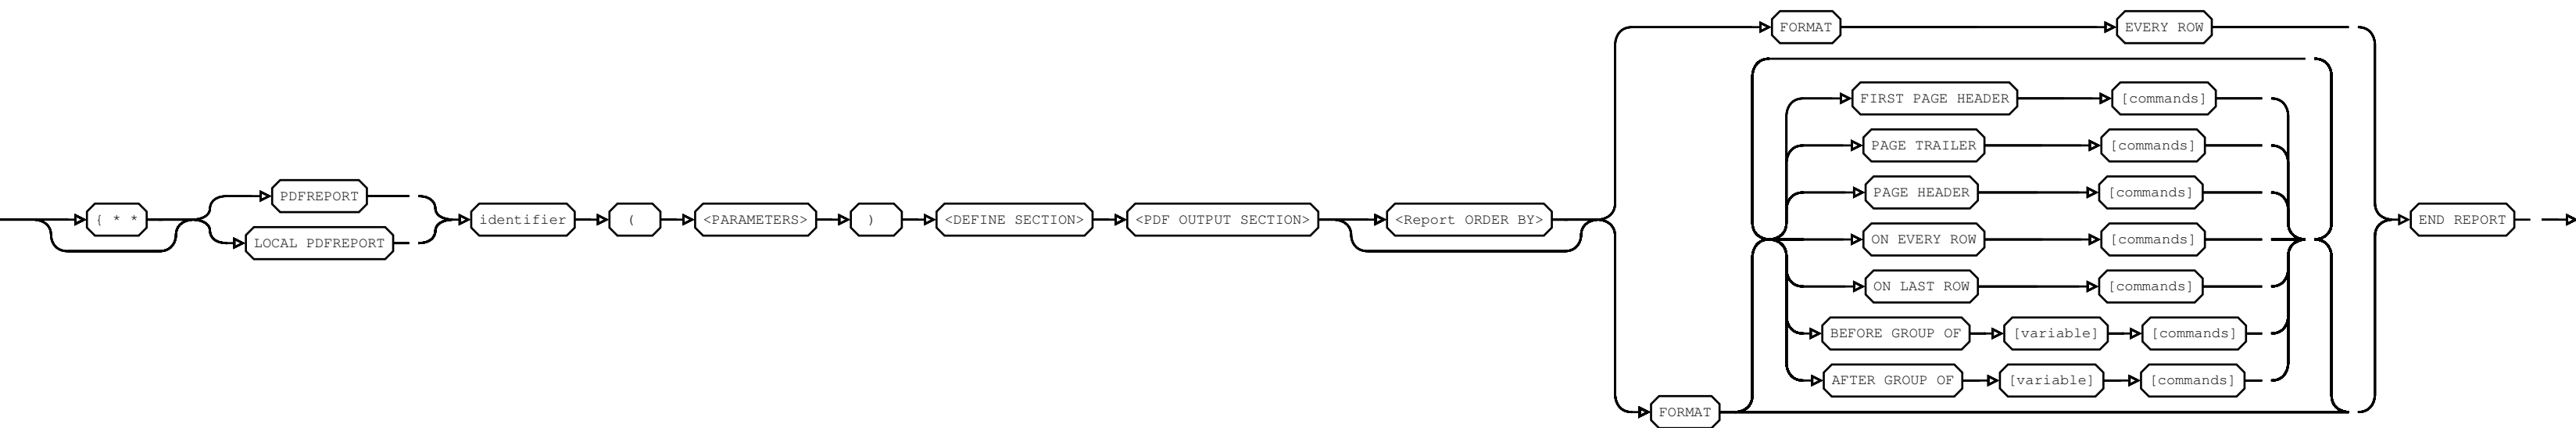 { * *
PDFREPORT
LOCAL PDFREPORT
identifier
(
<PARAMETERS>
)
<DEFINE SECTION>
<PDF OUTPUT SECTION>
<Report ORDER BY>
FORMAT EVERY ROW
FORMAT
FIRST PAGE HEADER [commands]
PAGE TRAILER [commands]
PAGE HEADER [commands]
ON EVERY ROW [commands]
ON LAST ROW [commands]
BEFORE GROUP OF [variable] [commands]
AFTER GROUP OF [variable] [commands]
END REPORT